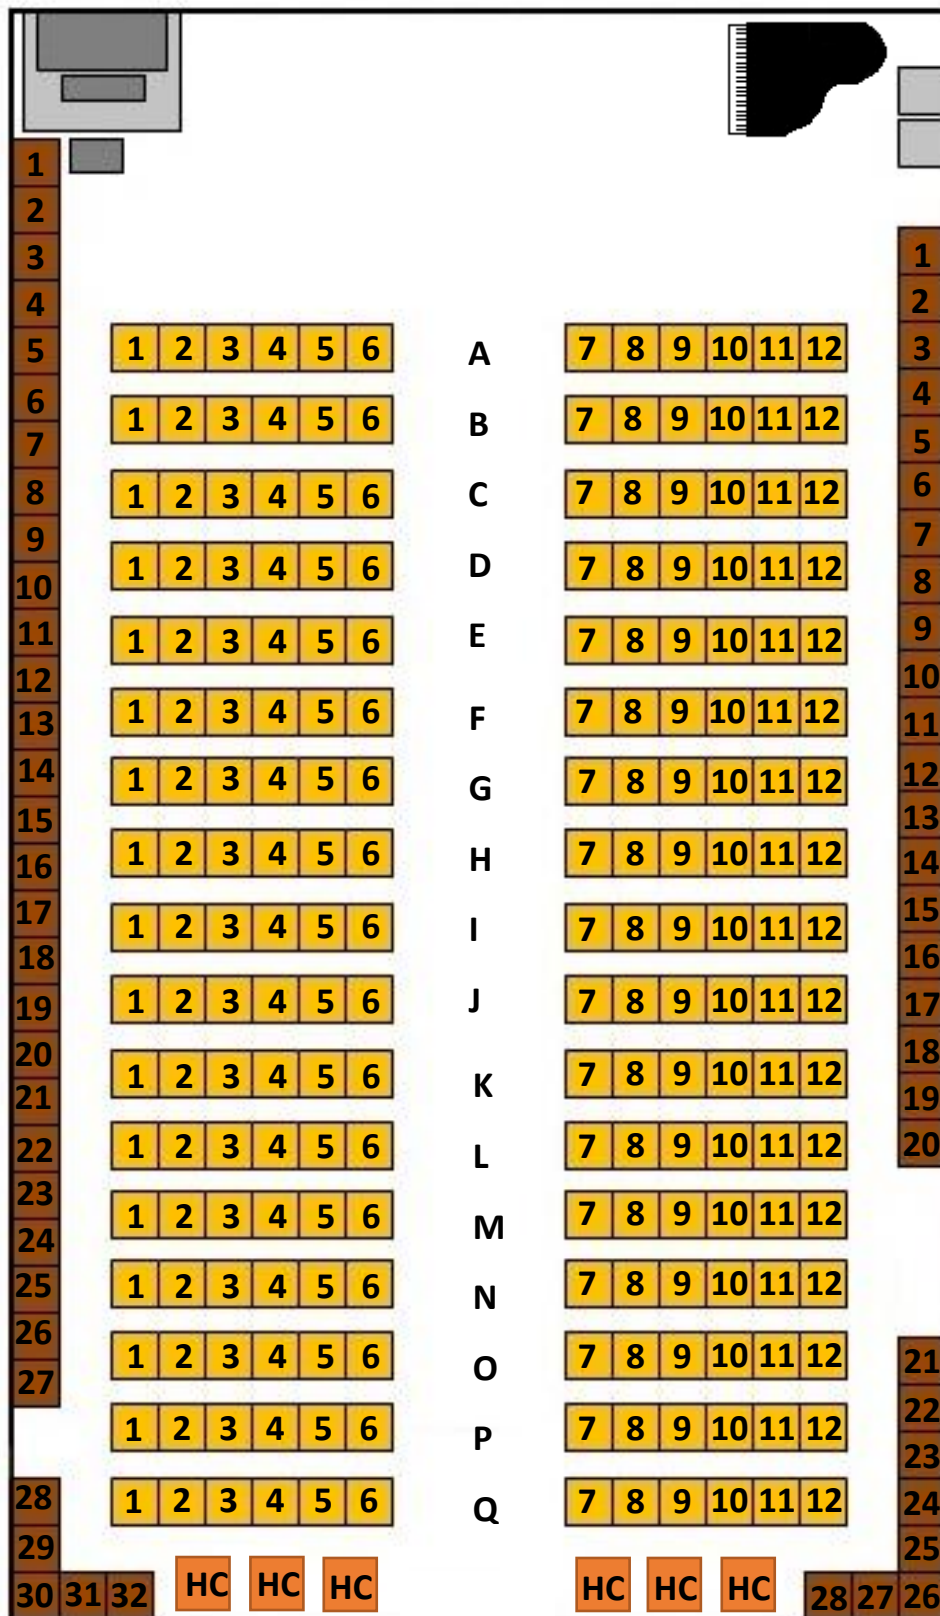 1
2
3
1
4
2
5 1 2 3 4 5 6 A 7 8 9 10 11 12 3
6 1 2 3 4 5 6 B 7 8 9 10 11 12 4
7 5
8 1 2 3 4 5 6 C 7 8 9 10 11 12 6
9 7
10 1 2 3 4 5 6 D 7 8 9 10 11 12 8
11 1 2 3 4 5 6 E 7 8 9 10 11 12 9
12 10
13 1 2 3 4 5 6 F 7 8 9 10 11 12 11
14 1 2 3 4 5 6 G 7 8 9 10 11 12 12
15 13
16 1 2 3 4 5 6 H 7 8 9 10 11 12 14
17 1 2 3 4 5 6 I 7 8 9 10 11 12 15
18 16
19 1 2 3 4 5 6 J 7 8 9 10 11 12 17
20 18
21 1 2 3 4 5 6 K 7 8 9 10 11 12 19
22 1 2 3 4 5 6 L 7 8 9 10 11 12 20
23
24 1 2 3 4 5 6 M 7 8 9 10 11 12
25 1 2 3 4 5 6 N 7 8 9 10 11 12
26
27 1 2 3 4 5 6 O 7 8 9 10 11 12 21
22
1 2 3 4 5 6 P 7 8 9 10 11 12 23
28 1 2 3 4 5 6 Q 7 8 9 10 11 12 24
29 25
30 31 32 HC HC HC HC HC HC 28 27 26